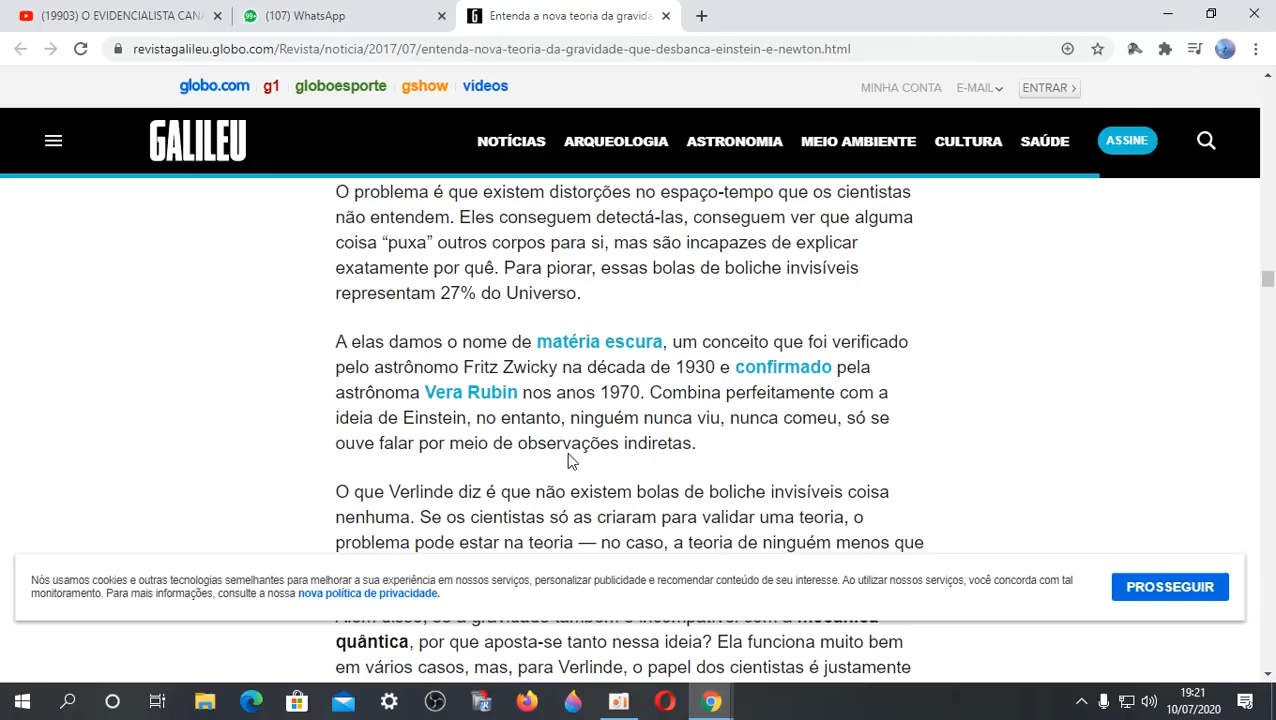 (19903) O EVIDENCIALISTA CANA
(107) WhatsApp
Entenda a nova teoria da gravida
revistagalileu.globo.com/Revista/noticia/2017/07/entenda-nova-teoria-da-gravidade-que-desbanca-einstein-e-newton.html
globo.com g1 globoesporte gshow videos
MINHA CONTA E-MAIL ENTRAR >
GALILEU
NOTÍCIAS ARQUEOLOGIA ASTRONOMIA MEIO AMBIENTE CULTURA SAÚDE ASSINE
O problema é que existem distorções no espaço-tempo que os cientistas
não entendem. Eles conseguem detectá-las, conseguem ver que alguma
coisa “puxa” outros corpos para si, mas são incapazes de explicar
exatamente por quê. Para piorar, essas bolas de boliche invisíveis
representam 27% do Universo.
A elas damos o nome de matéria escura, um conceito que foi verificado
pelo astrônomo Fritz Zwicky na década de 1930 e confirmado pela
astrônoma Vera Rubin nos anos 1970. Combina perfeitamente com a
ideia de Einstein, no entanto, ninguém nunca viu, nunca comeu, só se
ouve falar por meio de observações indiretas.
O que Verlinde diz é que não existem bolas de boliche invisíveis coisa
nenhuma. Se os cientistas só as criaram para validar uma teoria, o
problema pode estar na teoria — no caso, a teoria de ninguém menos que
Nós usamos cookies e outras tecnologias semelhantes para melhorar a sua experiência em nossos serviços, personalizar publicidade e recomendar conteúdo de seu interesse. Ao utilizar nossos serviços, você concorda com tal
monitoramento. Para mais informações, consulte a nossa nova política de privacidade.
PROSSEGUIR
quântica, por que aposta-se tanto nessa ideia? Ela funciona muito bem
em vários casos, mas, para Verlinde, o papel dos cientistas é justamente
19:21
10/07/2020